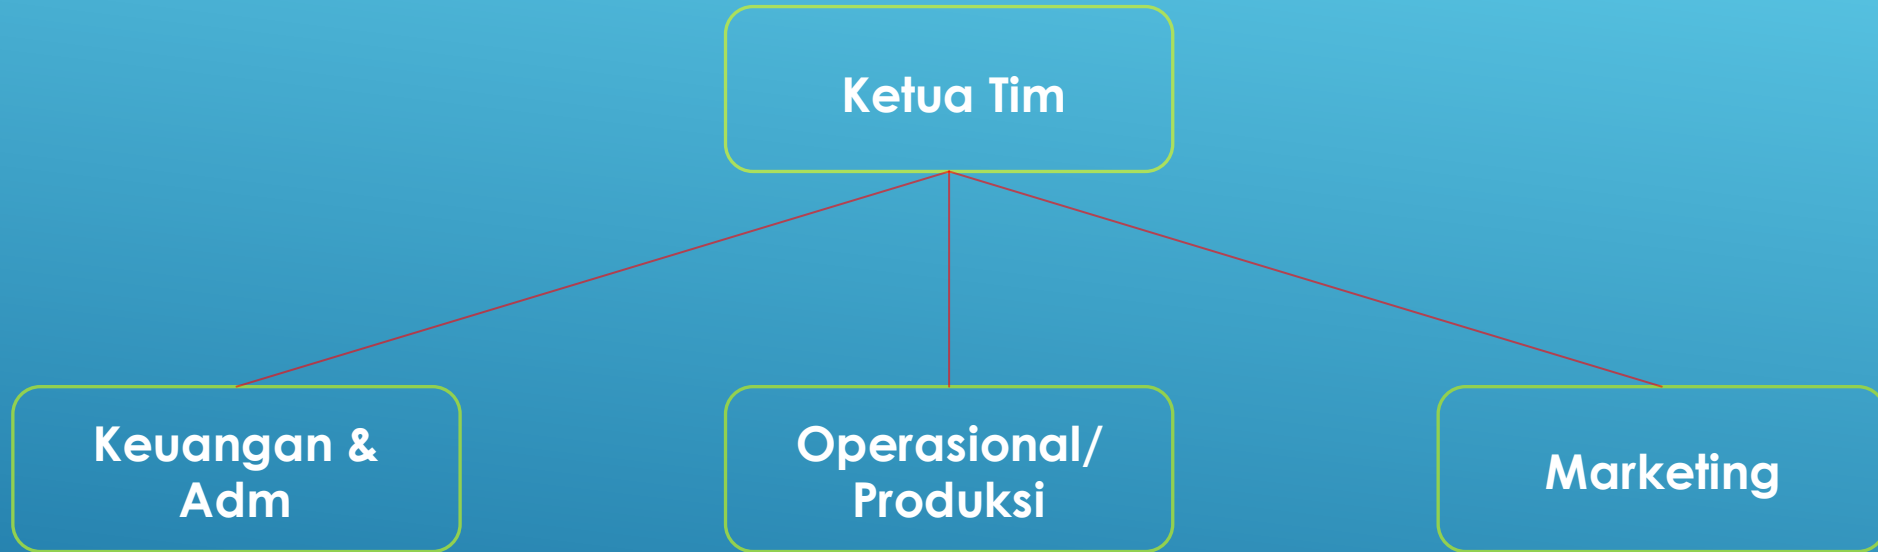 Ketua Tim
Keuangan &
Adm
Operasional/
Produksi
Marketing